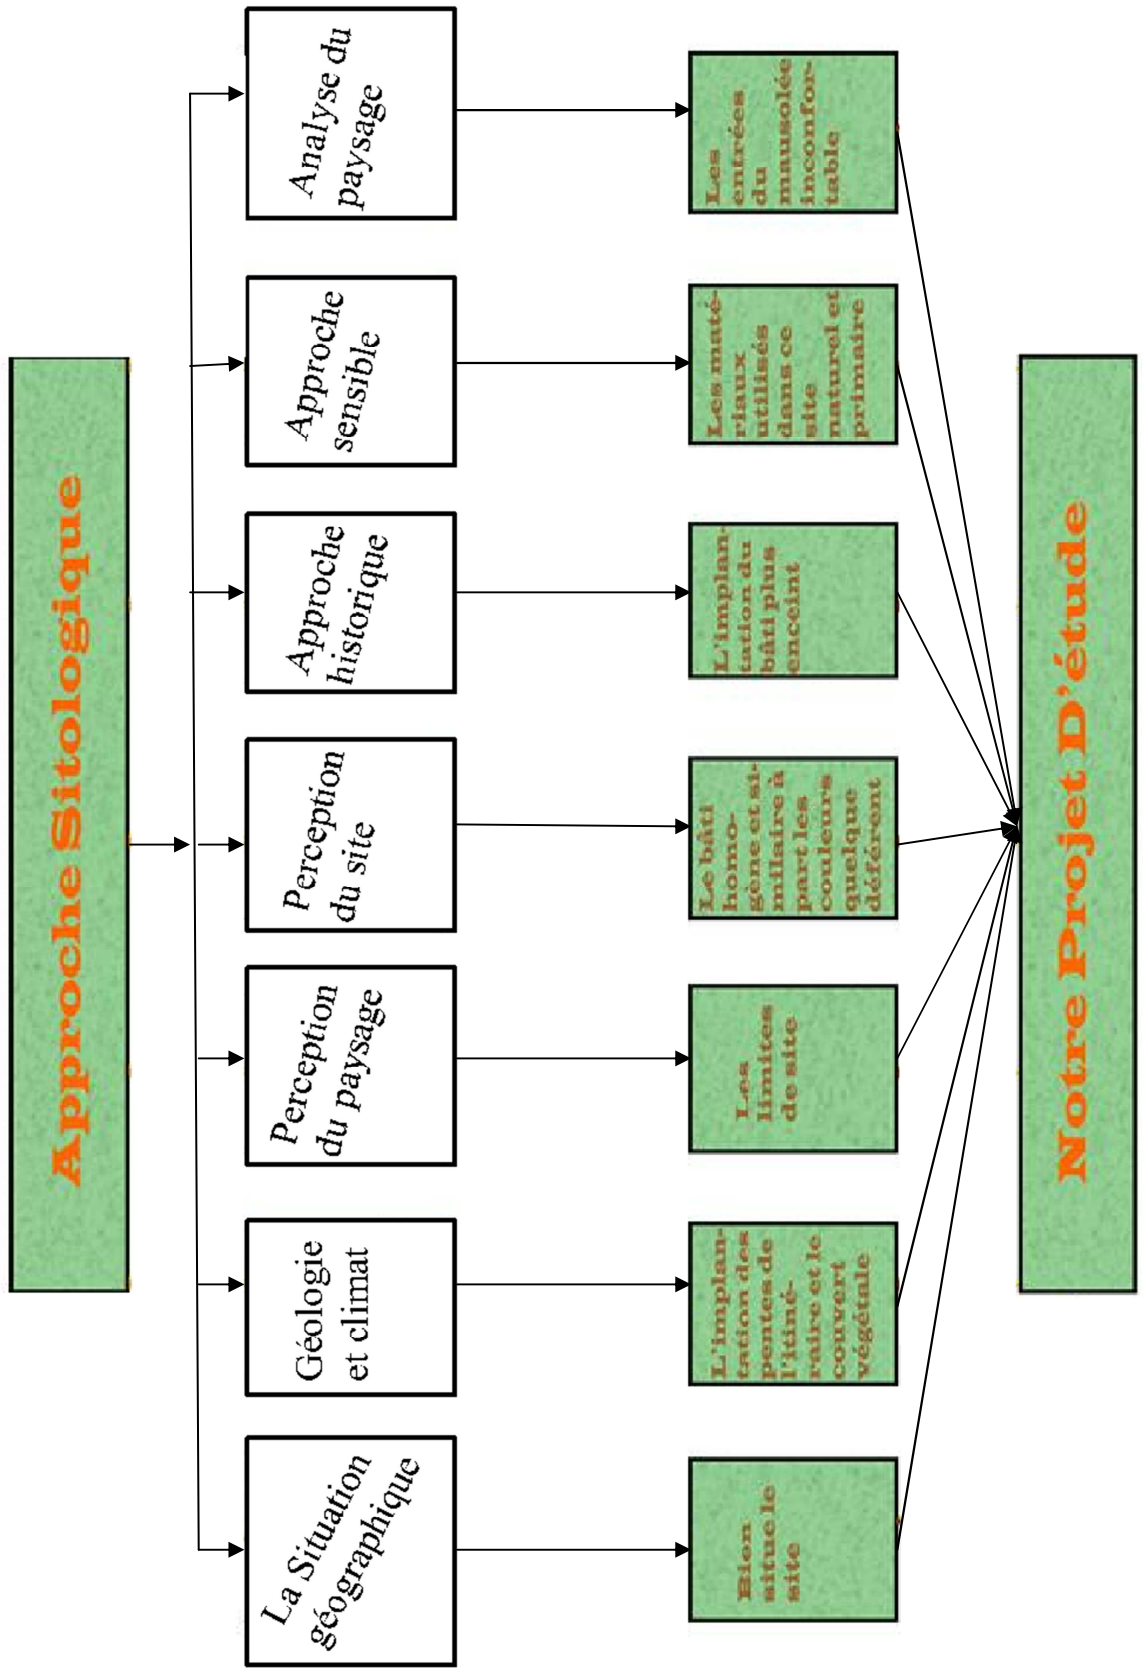 Approche Sitologique
La Situation
géographique
Géologie
et climat
Perception
du paysage
Perception
du site
Approche
historique
Approche
sensible
Analyse du
paysage
Bien
situe le
site
L'implan-
tation des
pentes de
l'itiné-
raire et le
couvert
végétale
Les
limites
de site
Le bâti
homo-
gène et si-
milaire à
part les
couleurs
quelque
déférent
L'implan-
tation du
bâti plus
enceint
Les maté-
riaux
utilisés
dans ce
site
naturel et
primaire
Les
entrées
du
mausolée
inconfor-
table
Notre Projet D'étude